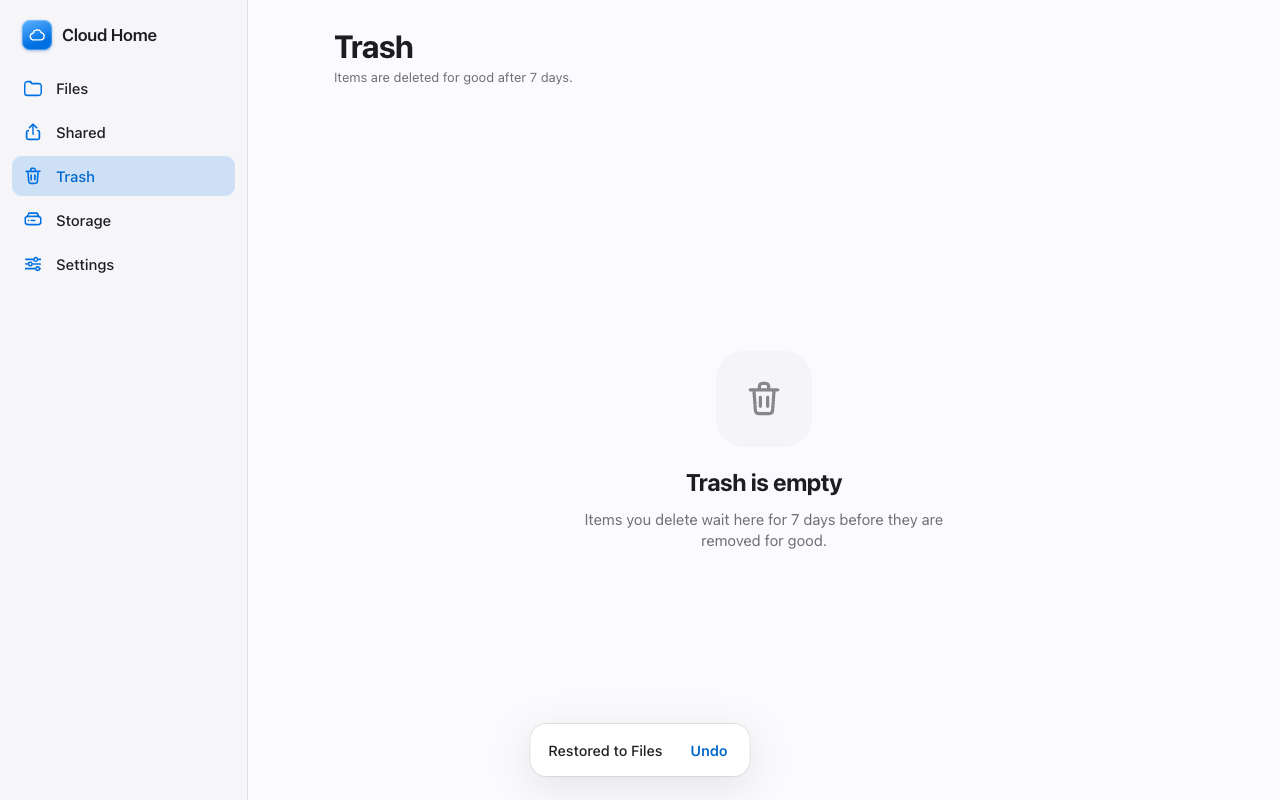 Cloud Home
Files
Shared
Trash
Storage
Settings
Trash
Items are deleted for good after 7 days.
Trash is empty
Items you delete wait here for 7 days before they are
removed for good.
Restored to Files
Undo